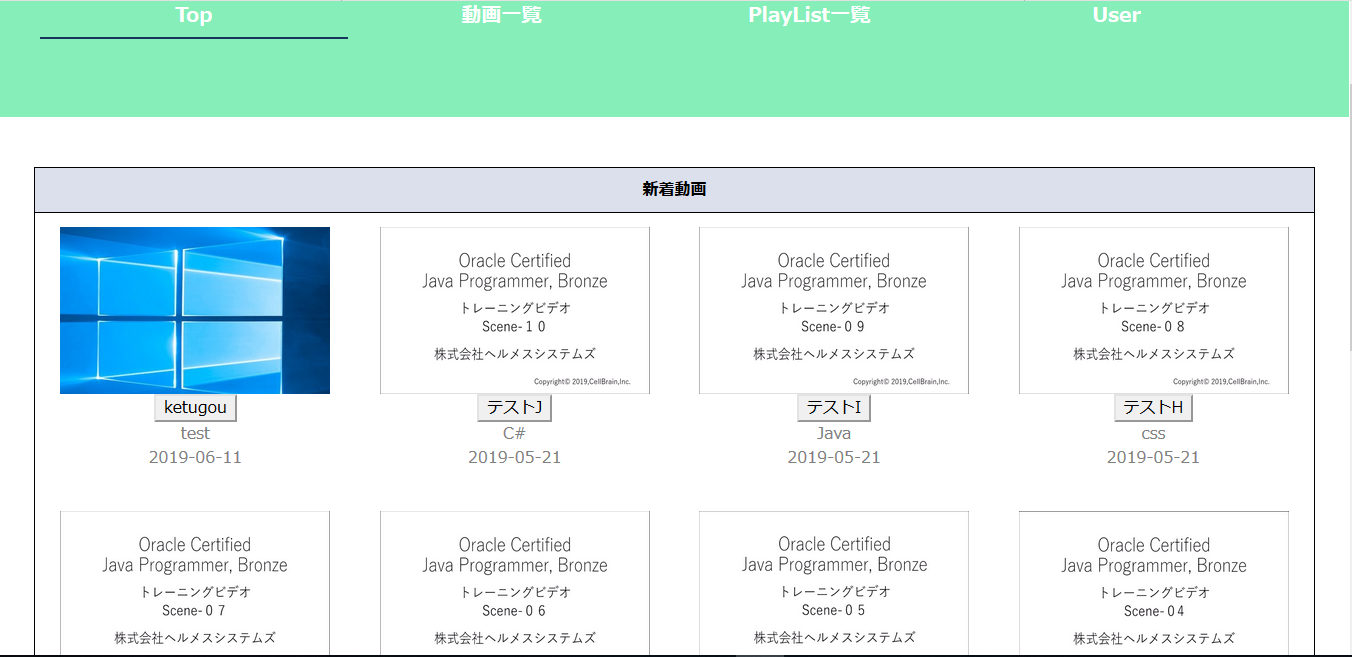 Top 動画一覧 PlayList一覧 User
新着動画
Oracle Certified
Java Programmer, Bronze
トレーニングビデオ
Scene-１０
株式会社ヘルメスシステムズ
Copyright© 2019,CellBrain,Inc.
Oracle Certified
Java Programmer, Bronze
トレーニングビデオ
Scene-０９
株式会社ヘルメスシステムズ
Copyright© 2019,CellBrain,Inc.
Oracle Certified
Java Programmer, Bronze
トレーニングビデオ
Scene-０８
株式会社ヘルメスシステムズ
Copyright© 2019,CellBrain,Inc.
ketugou テストJ テストI テストH
test C# Java css
2019-06-11 2019-05-21 2019-05-21 2019-05-21
Oracle Certified
Java Programmer, Bronze
トレーニングビデオ
Scene-０７
株式会社ヘルメスシステムズ
Oracle Certified
Java Programmer, Bronze
トレーニングビデオ
Scene-０６
株式会社ヘルメスシステムズ
Oracle Certified
Java Programmer, Bronze
トレーニングビデオ
Scene-０５
株式会社ヘルメスシステムズ
Oracle Certified
Java Programmer, Bronze
トレーニングビデオ
Scene-０４
株式会社ヘルメスシステムズ